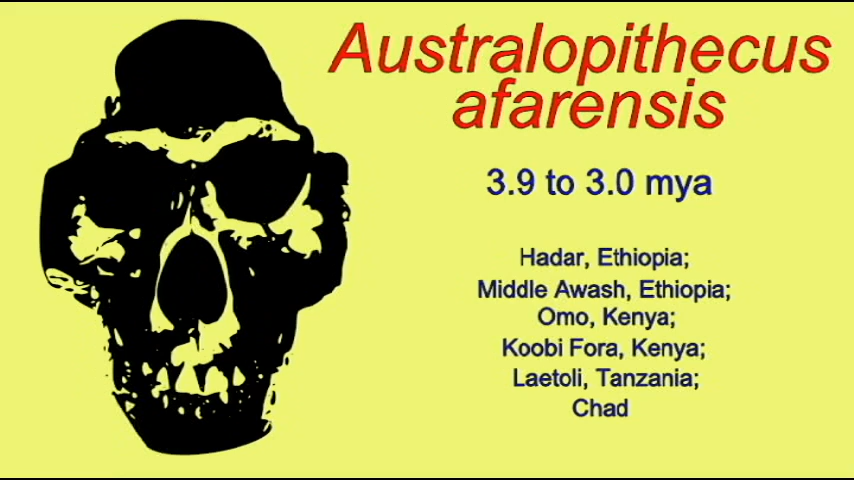 Australopithecus
afarensis
3.9 to 3.0 mya
Hadar, Ethiopia;
Middle Awash, Ethiopia;
Omo, Kenya;
Koobi Fora, Kenya;
Laetoli, Tanzania;
Chad